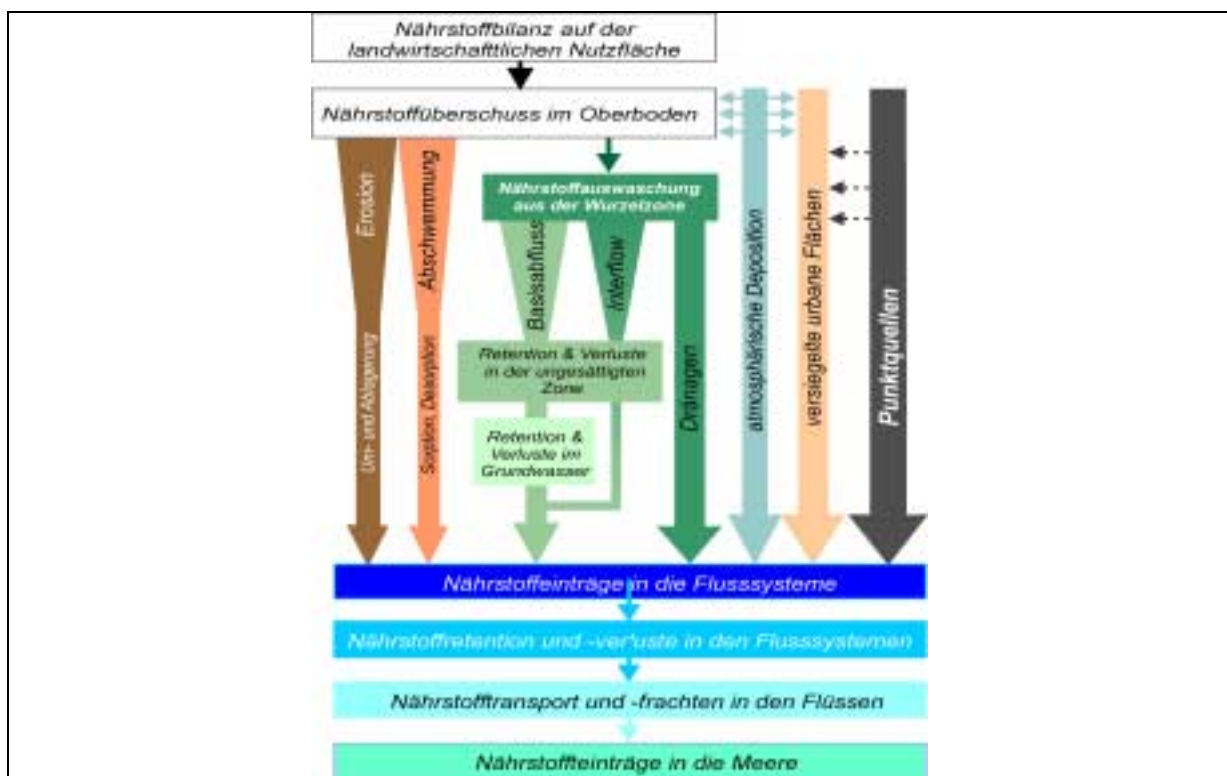 Nährstoffbilanz auf der
landwirtschafttlichen Nutzfläche
Nährstoffüberschuss im Oberboden
Erosion
Um- und Ablagerung
Abschwemmung
Sorption, Desorption
Nährstoffauswaschung
aus der Wurzelzone
Basisabfluss
Interflow
Retention & Verluste
in der ungesättigten
Zone
Retention &
Verluste im
Grundwasser
Dränagen
atmosphärische Deposition
versiegelte urbane Flächen
Punktquellen
Nährstoffeinträge in die Flusssysteme
Nährstoffretention und -verluste in den Flusssystemen
Nährstofftransport und -frachten in den Flüssen
Nährstoffeinträge in die Meere